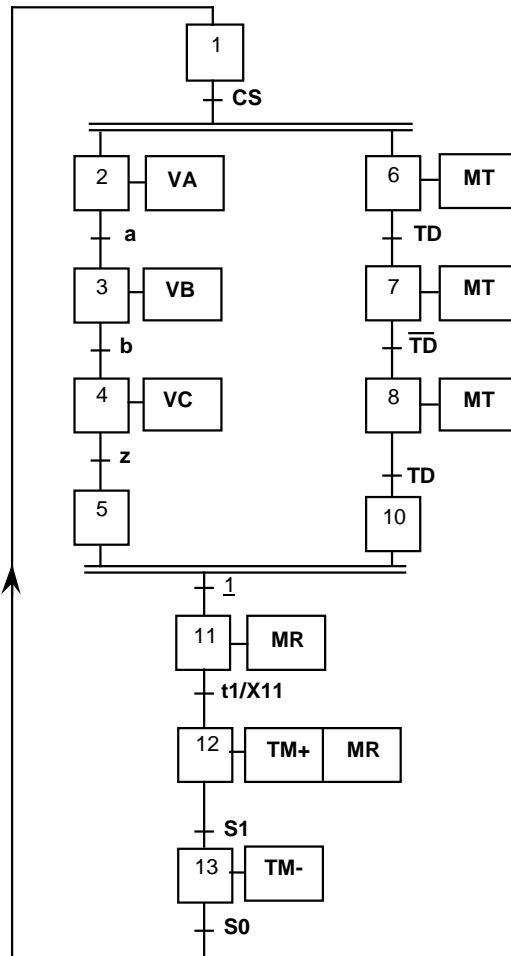 1
CS
2 VA 6 MT
a TD
3 VB 7 MT
b T̅D̅
4 VC 8 MT
z TD
5 10
1
11 MR
t1/X11
12 TM+ MR
S1
13 TM-
S0